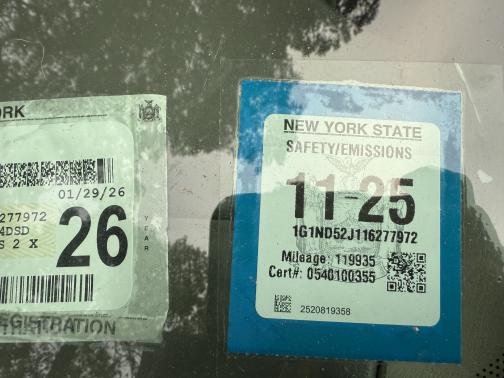 ORK
01/29/26
277972
4DSD
S 2 X
26
YEAR
REGISTRATION
NEW YORK STATE
SAFETY/EMISSIONS
11-25
1G1ND52J116277972
Mileage: 119935
Cert#: 0540100355
2520819358